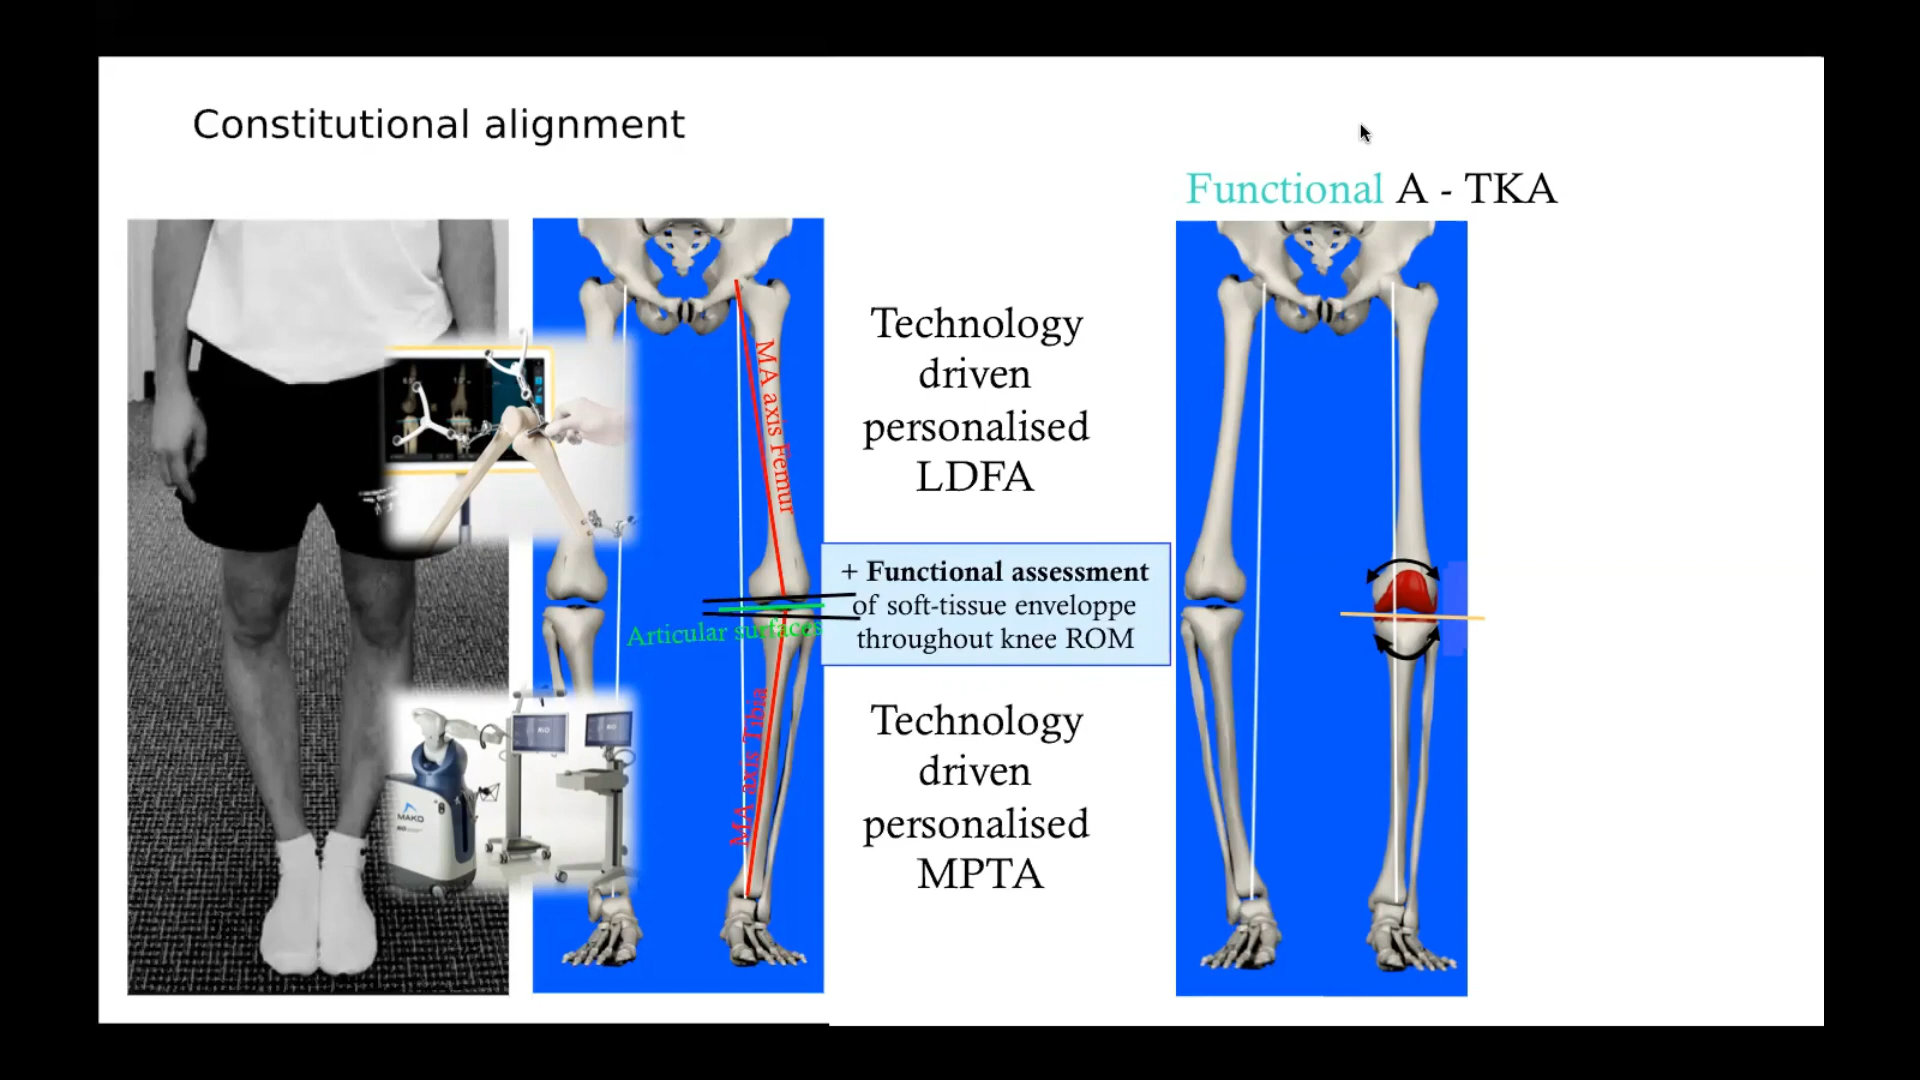 Constitutional alignment
Functional A - TKA
MA axis Femur
Technology
driven
personalised
LDFA
+ Functional assessment
of soft-tissue enveloppe
throughout knee ROM
Articular surfaces
MA axis Tibia
Technology
driven
personalised
MPTA
MAKO